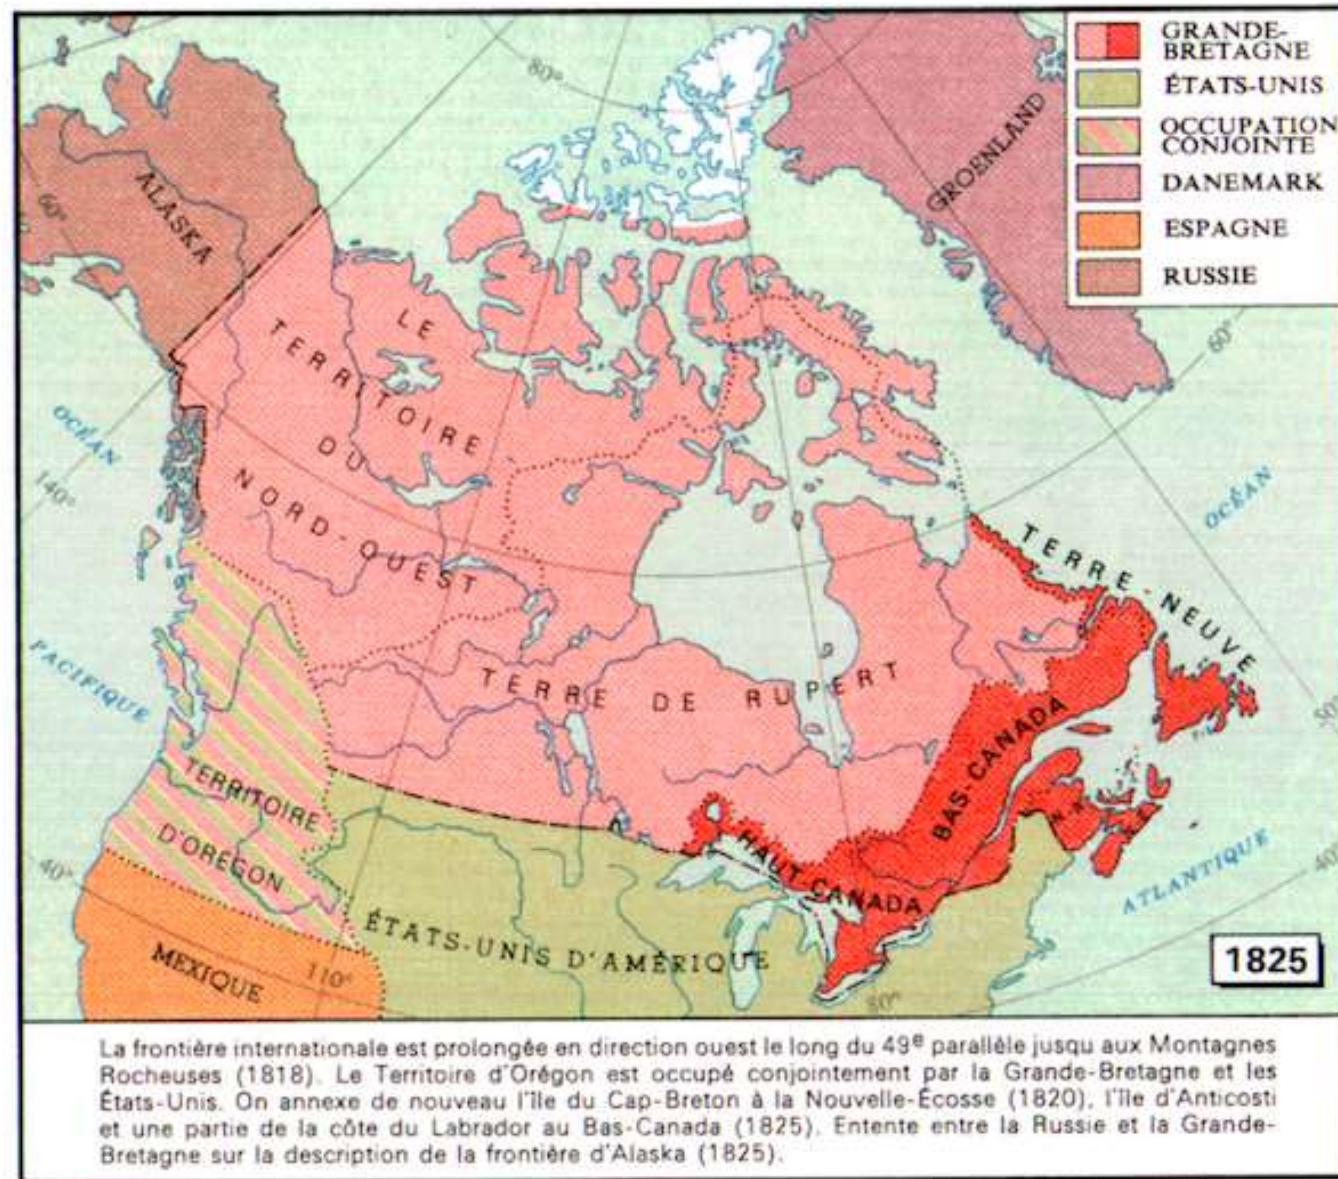 GRANDE-
BRETAGNE
ÉTATS-UNIS
OCCUPATION
CONJOINTE
DANEMARK
ESPAGNE
RUSSIE
80°
60°
ALASKA
GROENLAND
60°
LE
TERRITOIRE
DU
NORD-OUEST
OCÉAN
PACIFIQUE
140°
OCÉAN
ATLANTIQUE
TERRE-NEUVE
TERRE DE RUPERT
BAS-CANADA
HAUT CANADA
TERRITOIRE
D'OREGON
N.-B.
N.-É.
50°
40°
40°
ÉTATS-UNIS D'AMÉRIQUE
MEXIQUE
110°
80°
1825
La frontière internationale est prolongée en direction ouest le long du 49e parallèle jusqu aux Montagnes
Rocheuses (1818). Le Territoire d'Orégon est occupé conjointement par la Grande-Bretagne et les
États-Unis. On annexe de nouveau l'île du Cap-Breton à la Nouvelle-Écosse (1820), l'île d'Anticosti
et une partie de la côte du Labrador au Bas-Canada (1825). Entente entre la Russie et la Grande-
Bretagne sur la description de la frontière d'Alaska (1825).